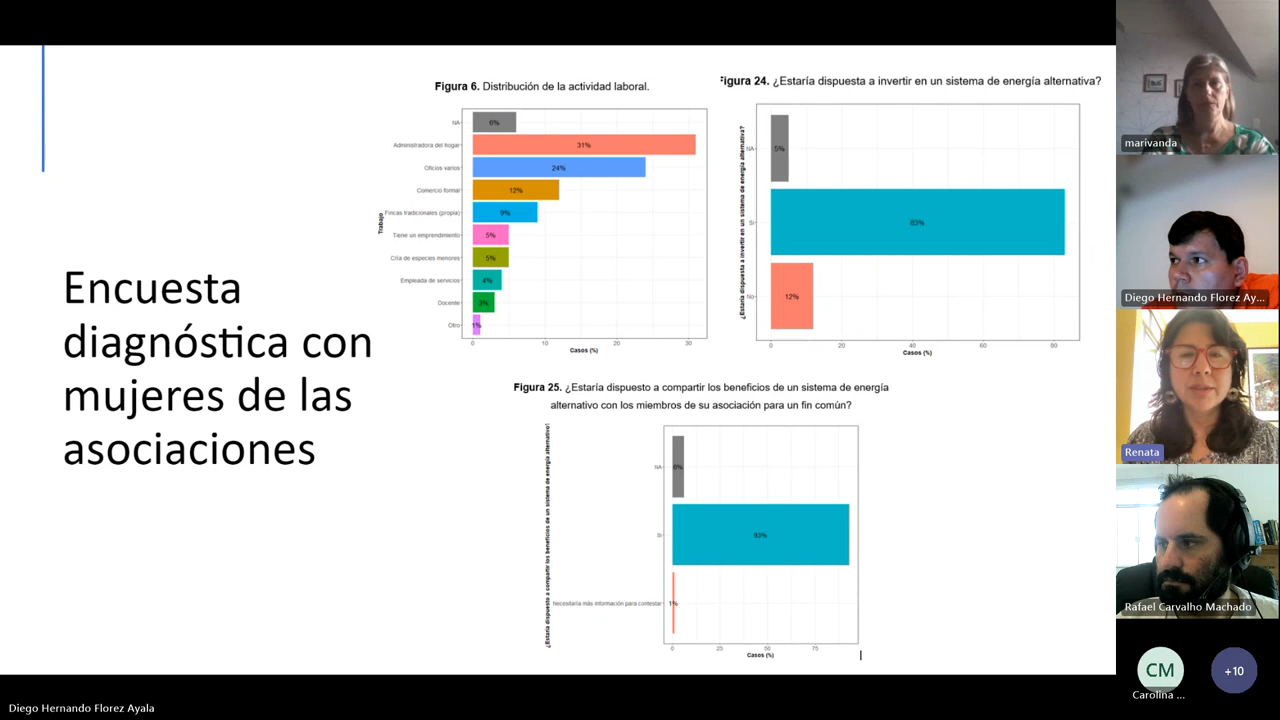 Encuesta
diagnóstica con
mujeres de las
asociaciones
Figura 6. Distribución de la actividad laboral.
Trabajo
NA
6%
Administradora del hogar
31%
Oficios varios
24%
Comercio formal
12%
Fincas tradicionales (propia)
9%
Tiene un emprendimiento
5%
Cría de especies menores
5%
Empleada de servicios
4%
Docente
3%
Otro
1%
0 10 20 30
Casos (%)
Figura 24. ¿Estaría dispuesta a invertir en un sistema de energía alternativa?
¿Estaría dispuesta a invertir en un sistema de energía alternativa?
NA
5%
Si
83%
No
12%
0 20 40 60 80
Casos (%)
Figura 25. ¿Estaría dispuesto a compartir los beneficios de un sistema de energía
alternativo con los miembros de su asociación para un fin común?
¿Estaría dispuesto a compartir los beneficios de un sistema de energía alternativo?
NA
6%
Si
93%
Necesitaría más información para contestar
1%
0 25 50 75
Casos (%)
marivanda
Diego Hernando Florez Ay...
Renata
Rafael Carvalho Machado
CM
Carolina ...
+10
Diego Hernando Florez Ayala